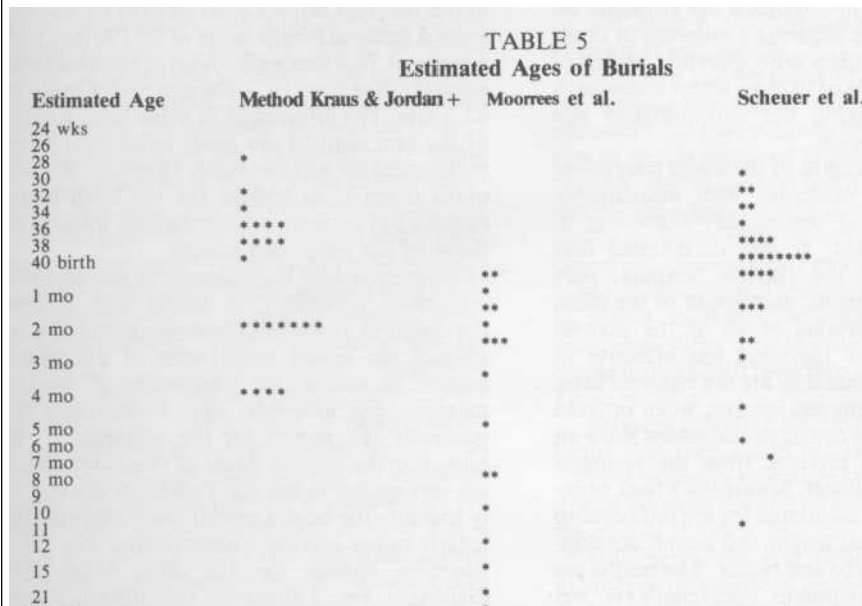 TABLE 5
Estimated Ages of Burials
Estimated Age Method Kraus & Jordan+ Moorrees et al. Scheuer et al.
24 wks
26
28 *
30 *
32 * **
34 * **
36 **** *
38 **** ****
40 birth * ********
** ****
1 mo *
** ***
2 mo ******* *
*** **
3 mo *
*
4 mo ****
*
5 mo *
6 mo *
7 mo *
8 mo **
9
10 *
11 *
12 *
15 *
21 *
*